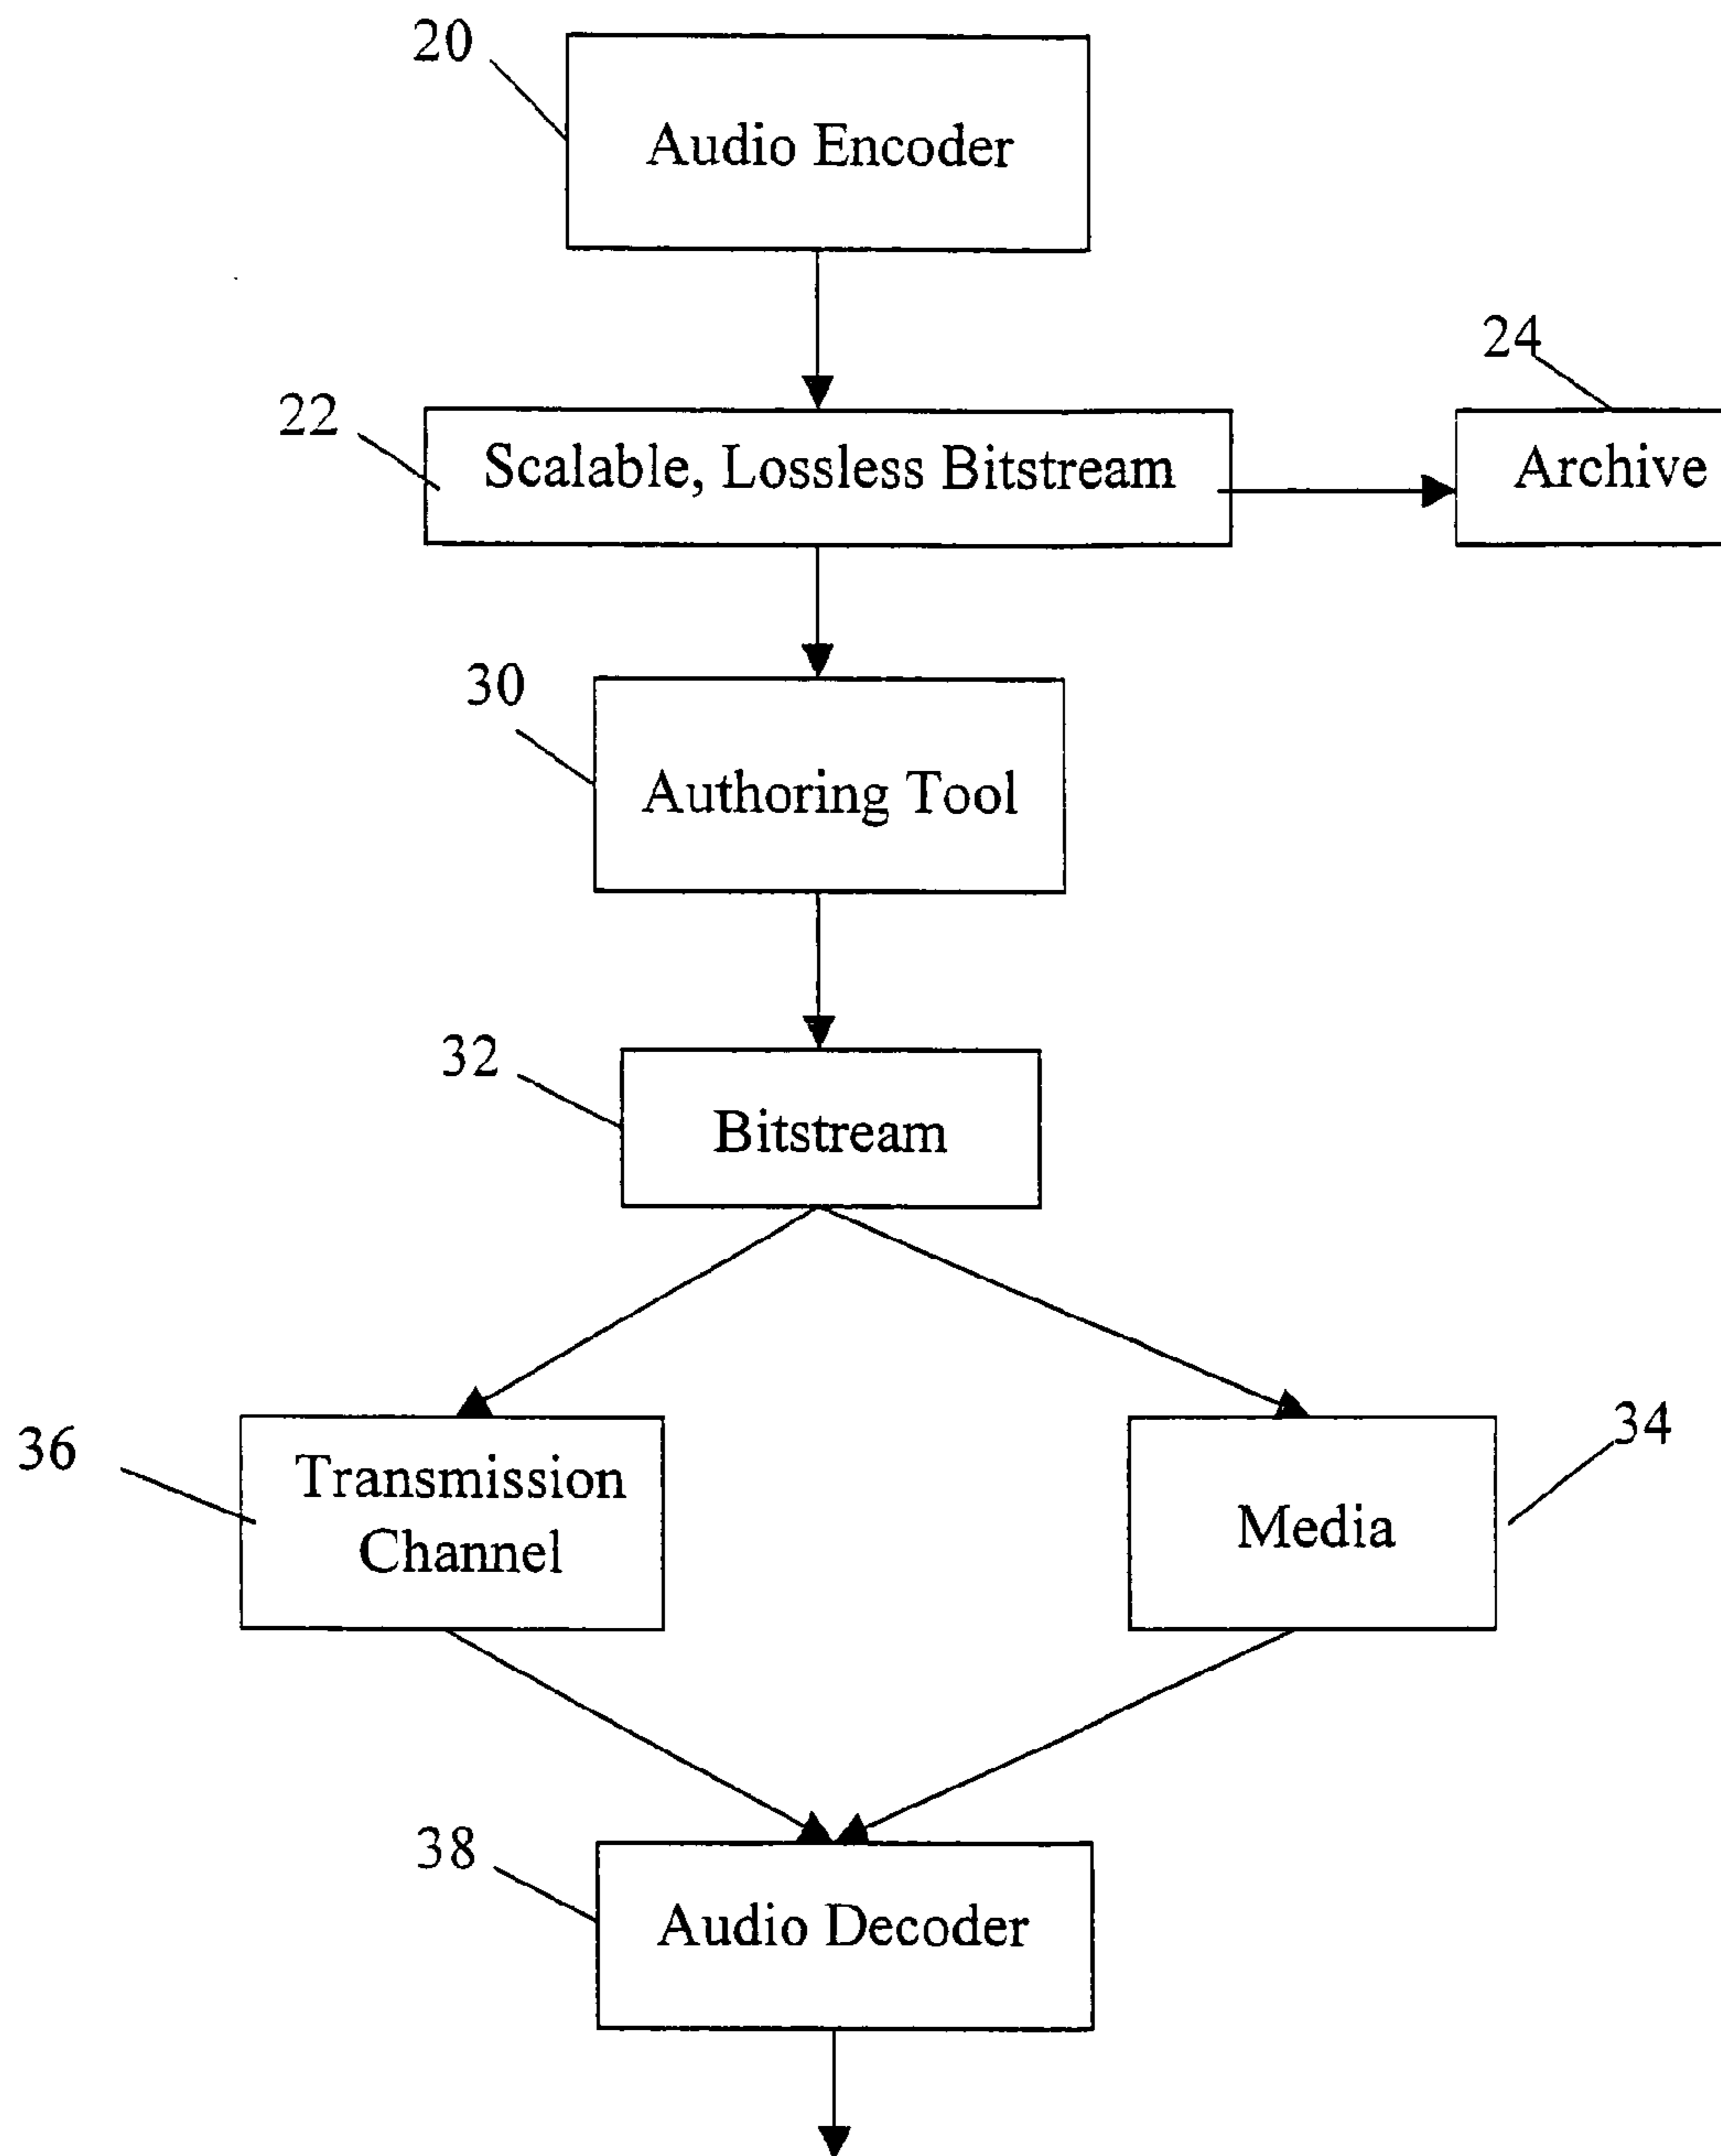 20
Audio Encoder
24
22
Scalable, Lossless Bitstream
Archive
30
Authoring Tool
32
Bitstream
36
Transmission
Channel
34
Media
38
Audio Decoder